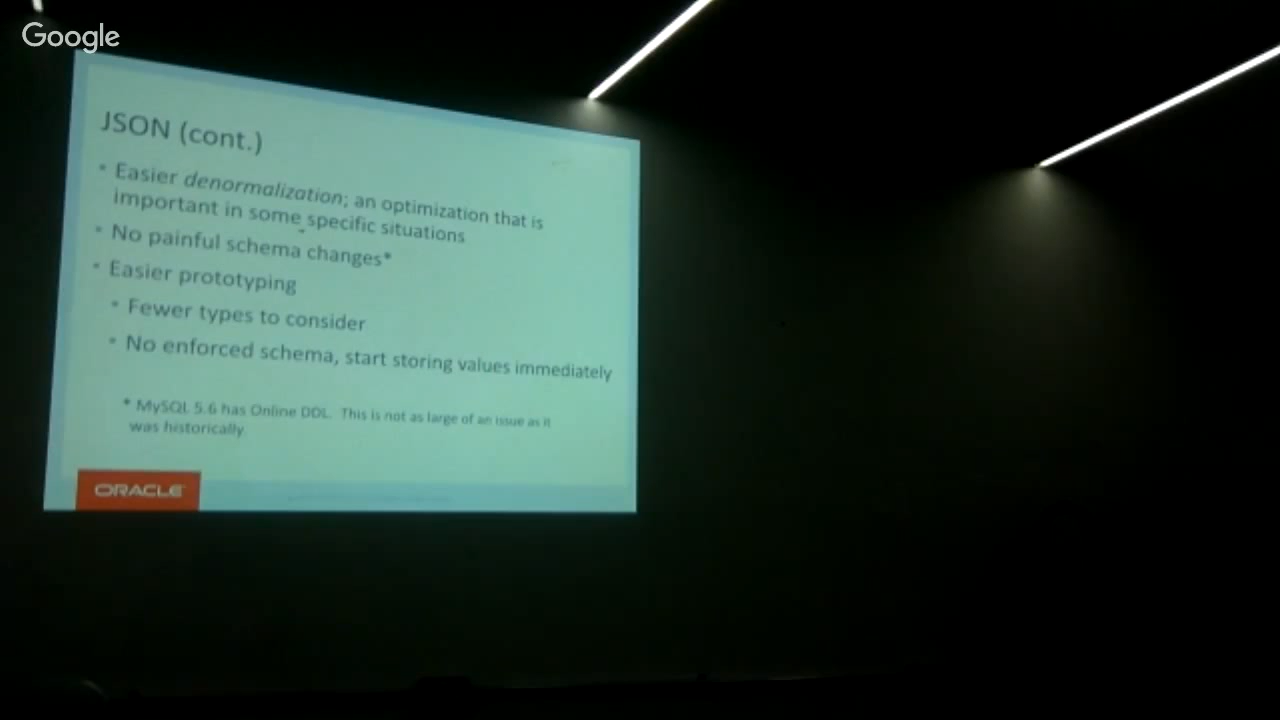 Google
JSON (cont.)
• Easier denormalization; an optimization that is
important in some specific situations
• No painful schema changes*
• Easier prototyping
• Fewer types to consider
• No enforced schema, start storing values immediately
* MySQL 5.6 has Online DDL. This is not as large of an issue as it
was historically.
ORACLE